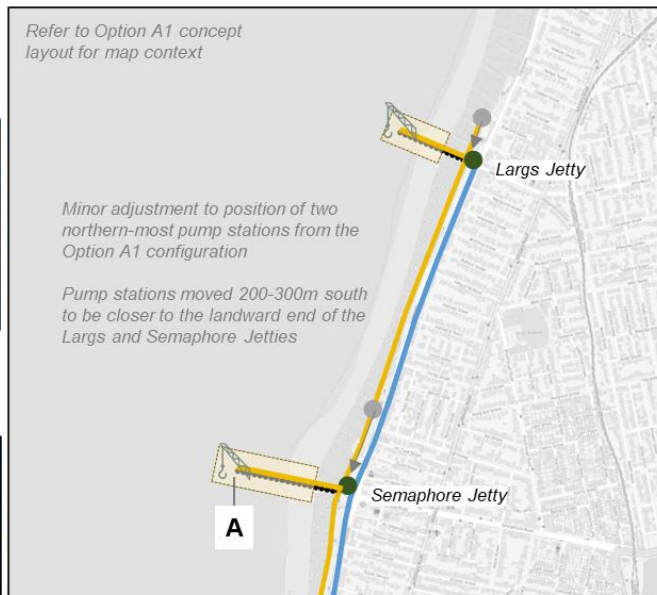 Refer to Option A1 concept
layout for map context
Largs Jetty
Minor adjustment to position of two
northern-most pump stations from the
Option A1 configuration
Pump stations moved 200-300m south
to be closer to the landward end of the
Largs and Semaphore Jetties
Semaphore Jetty
A